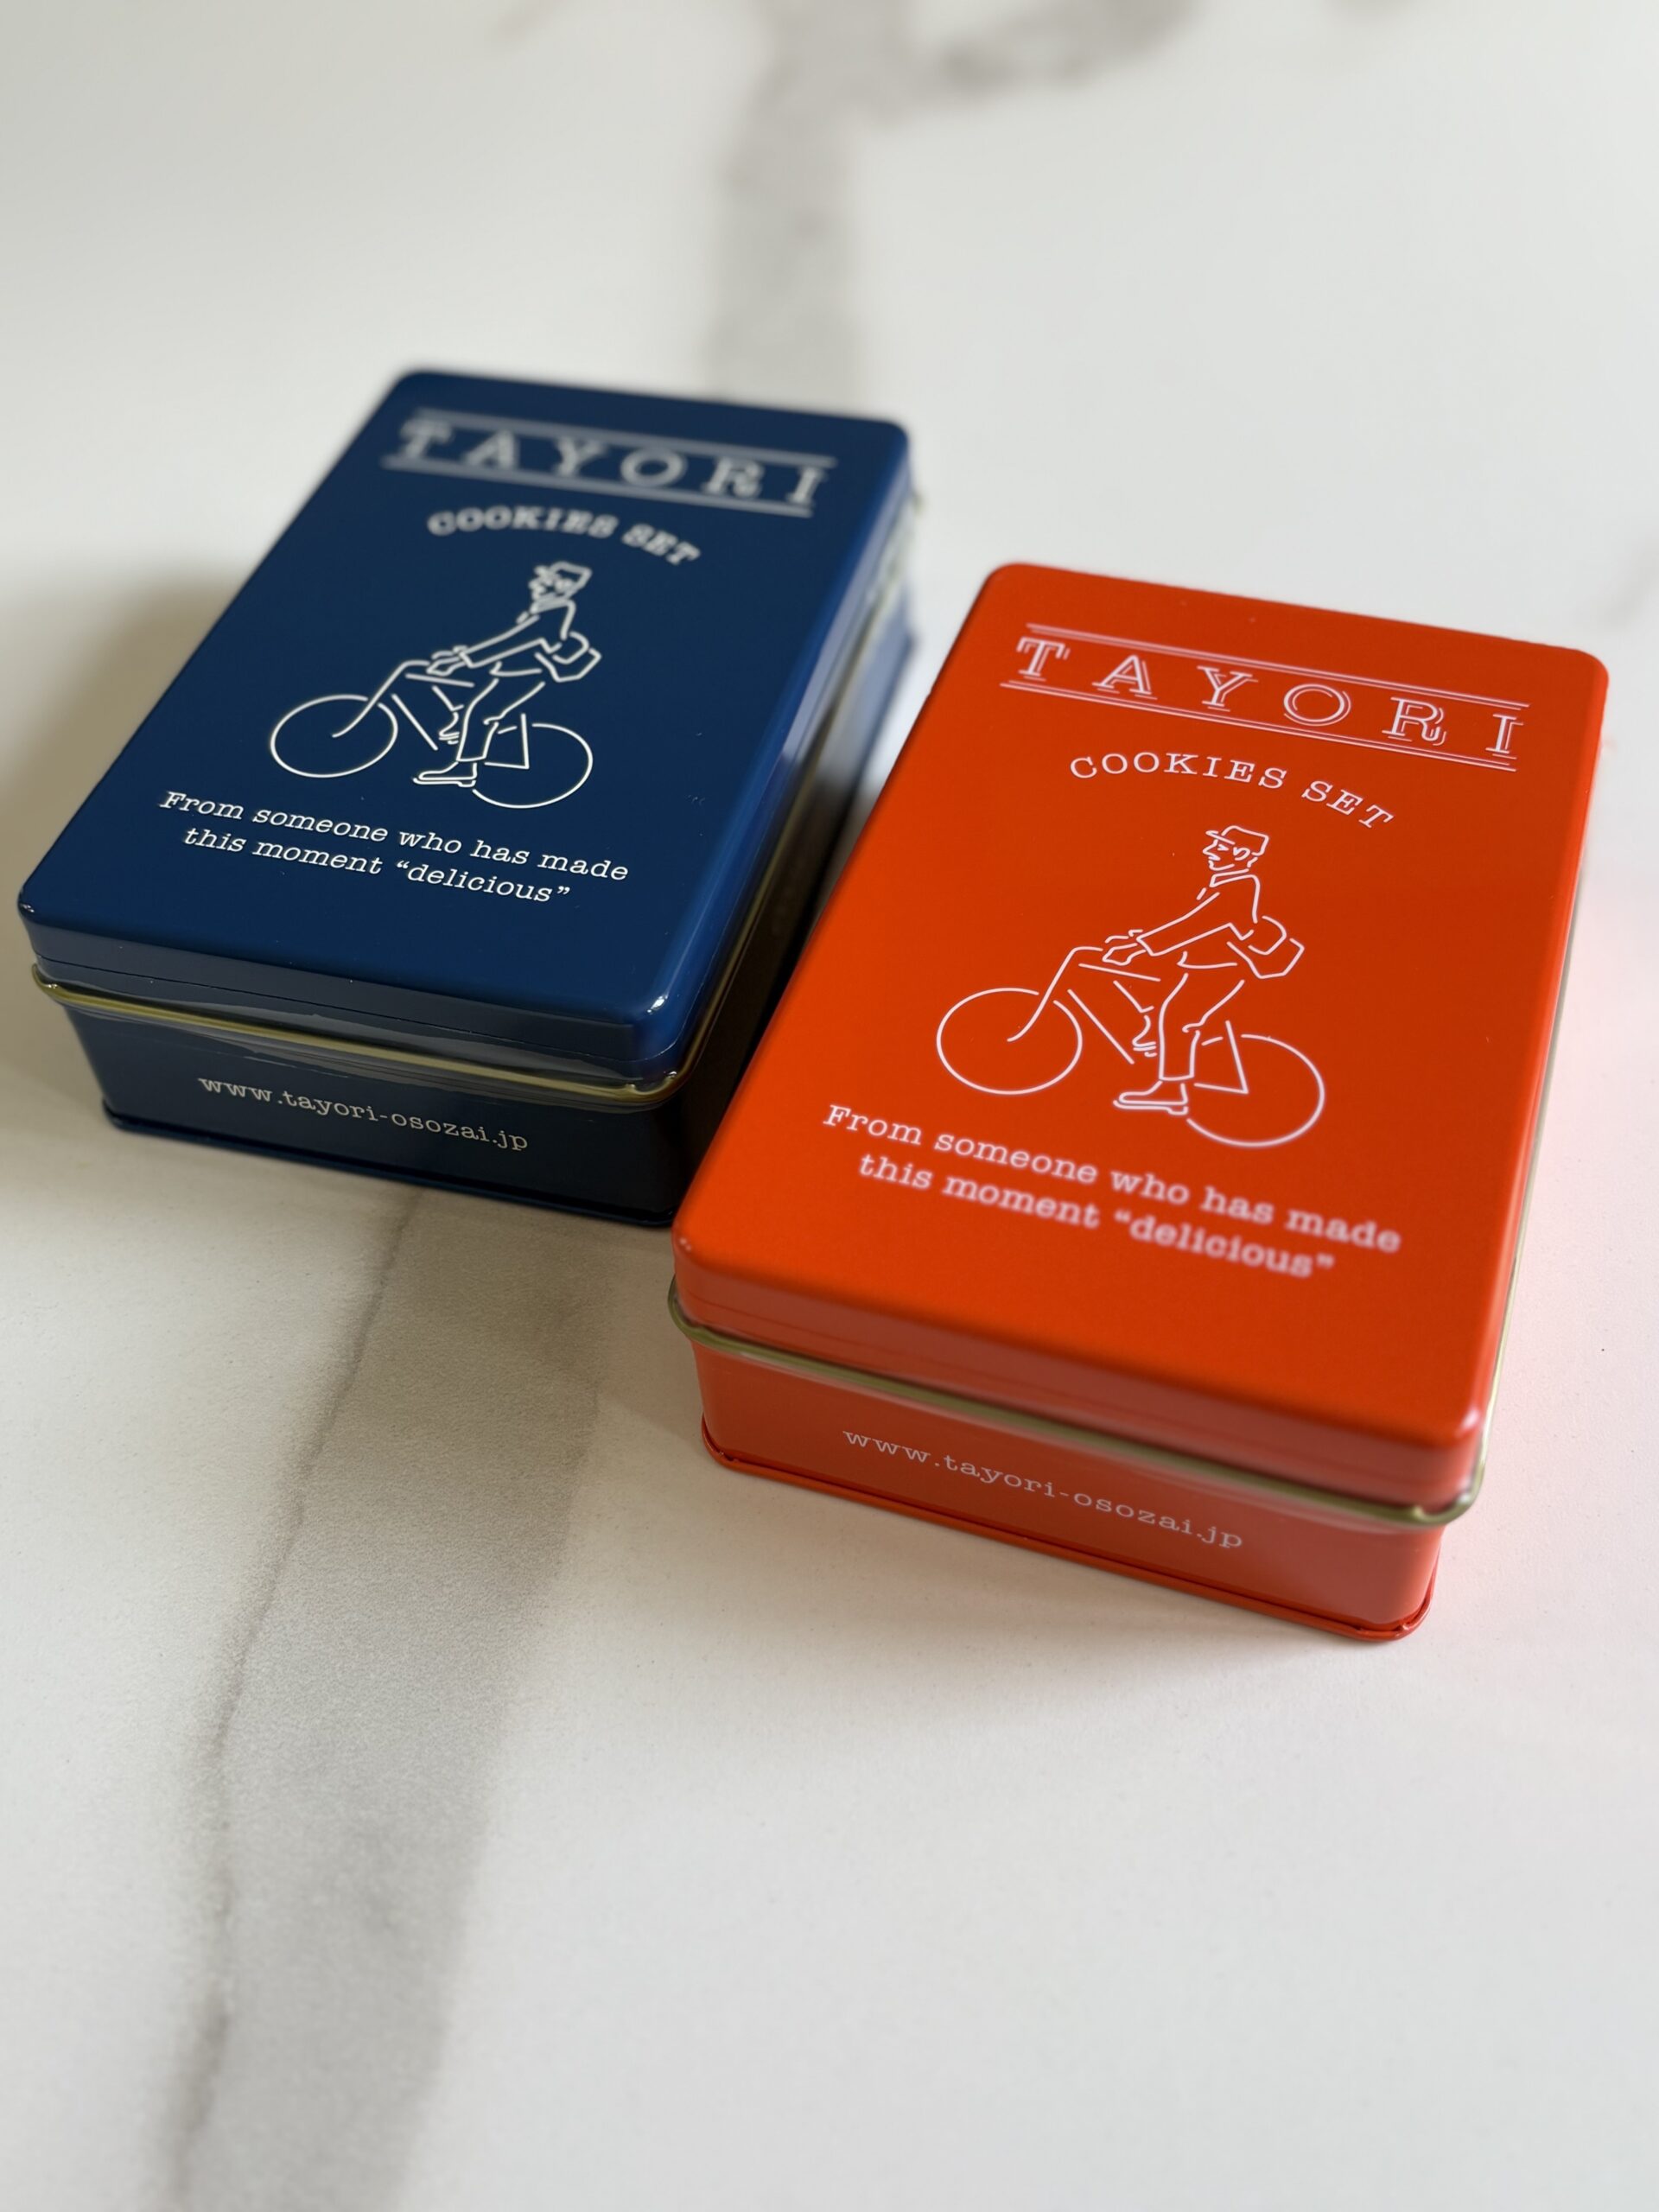 TAYORI
COOKIES SET
From someone who has made
this moment “delicious”
www.tayori-osozai.jp
TAYORI
COOKIES SET
From someone who has made
this moment “delicious”
www.tayori-osozai.jp